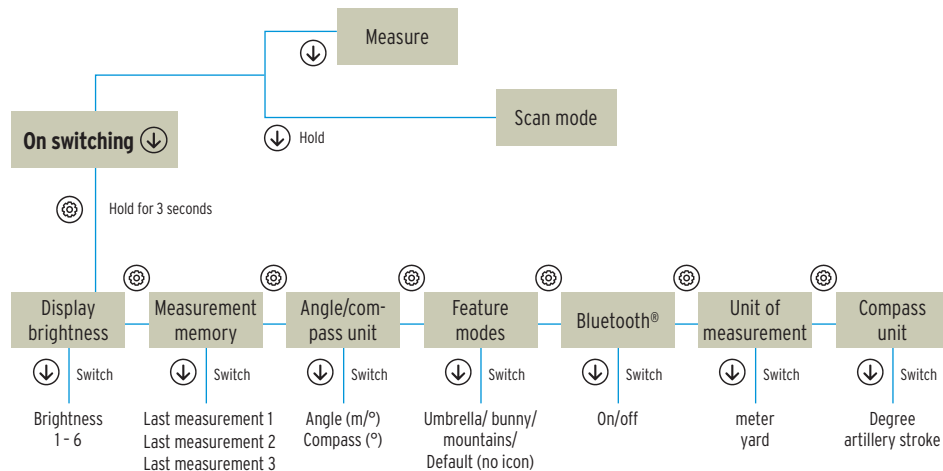 Measure
Scan mode
On switching
Hold
Hold for 3 seconds
Display
brightness
Measurement
memory
Angle/com-
pass unit
Feature
modes
Bluetooth®
Unit of
measurement
Compass
unit
Switch
Switch
Switch
Switch
Switch
Switch
Switch
Brightness
1 - 6
Last measurement 1
Last measurement 2
Last measurement 3
Angle (m/°)
Compass (°)
Umbrella/ bunny/
mountains/
Default (no icon)
On/off
meter
yard
Degree
artillery stroke